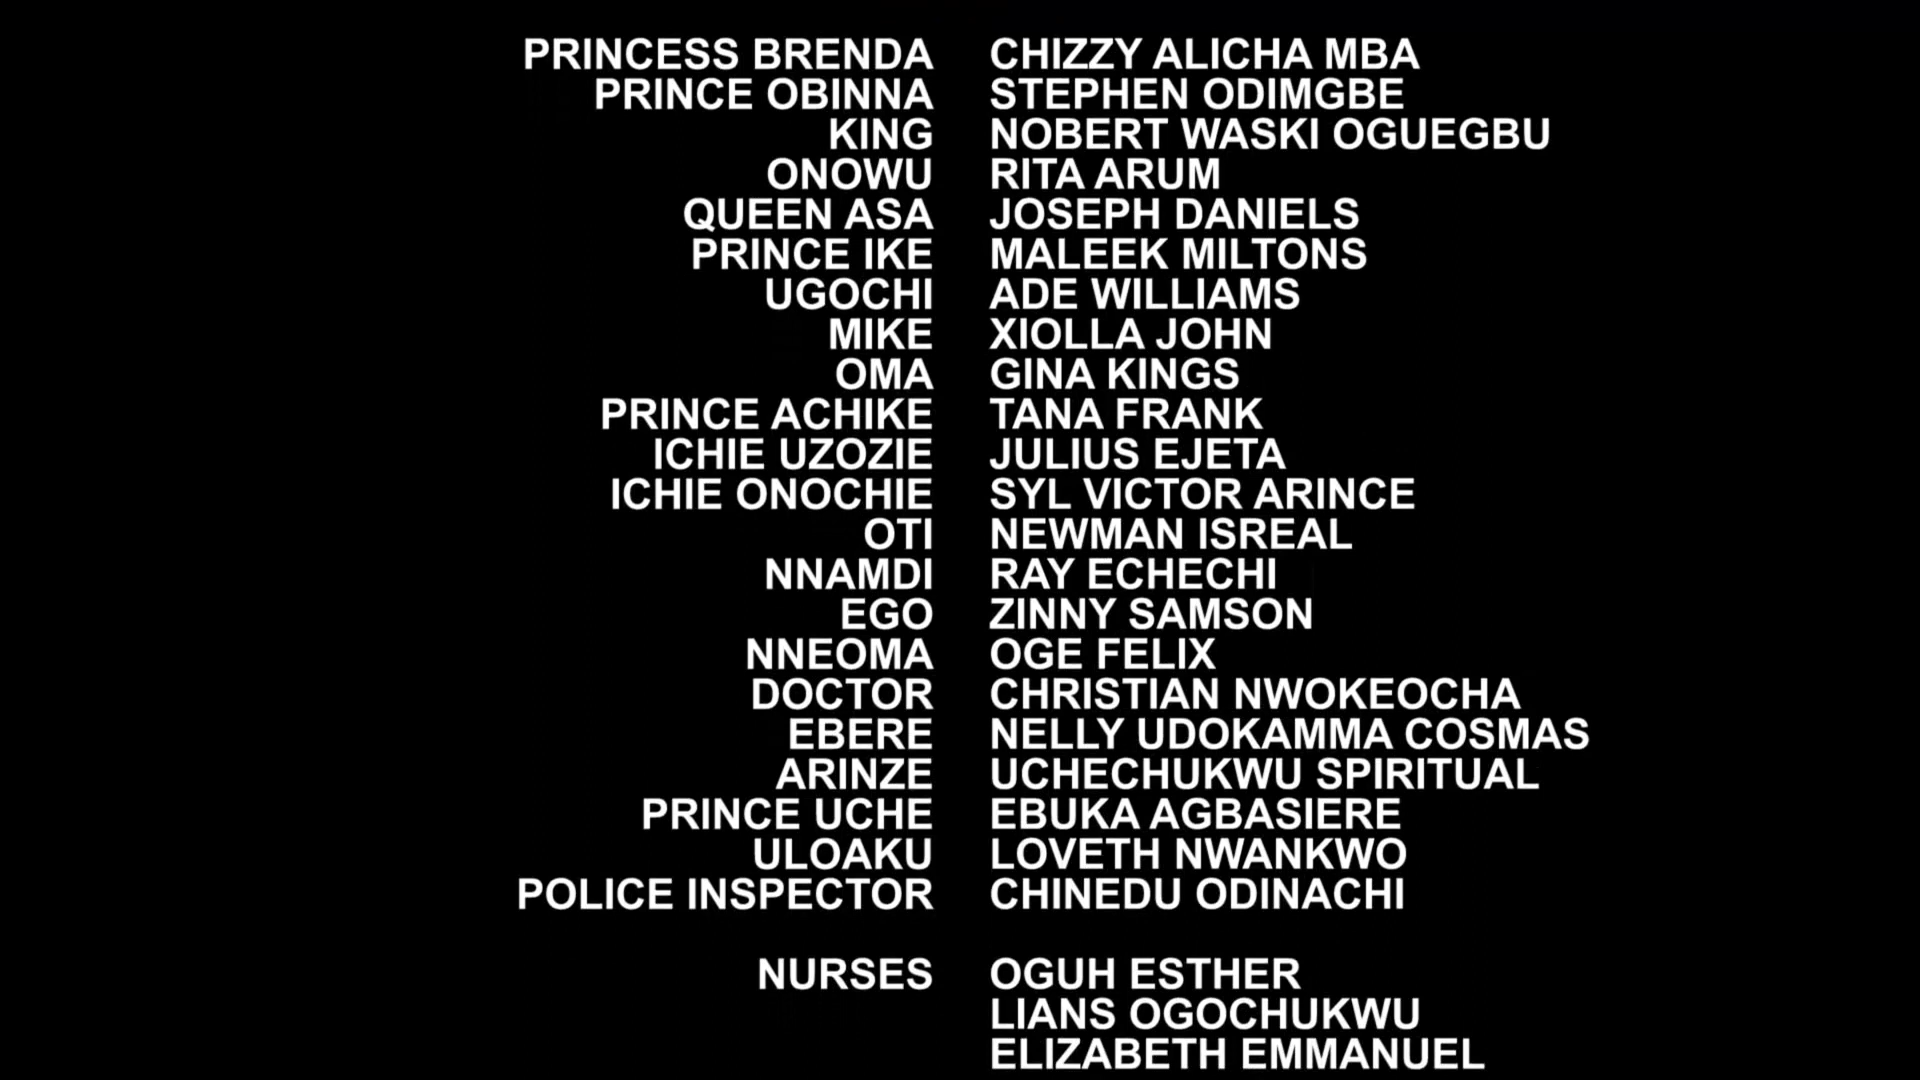 PRINCESS BRENDA CHIZZY ALICHA MBA
PRINCE OBINNA STEPHEN ODIMGBE
KING NOBERT WASKI OGUEGBU
ONOWU RITA ARUM
QUEEN ASA JOSEPH DANIELS
PRINCE IKE MALEEK MILTONS
UGOCHI ADE WILLIAMS
MIKE XIOLLA JOHN
OMA GINA KINGS
PRINCE ACHIKE TANA FRANK
ICHIE UZOZIE JULIUS EJETA
ICHIE ONOCHIE SYL VICTOR ARINCE
OTI NEWMAN ISREAL
NNAMDI RAY ECHECHI
EGO ZINNY SAMSON
NNEOMA OGE FELIX
DOCTOR CHRISTIAN NWOKEOCHA
EBERE NELLY UDOKAMMA COSMAS
ARINZE UCHECHUKWU SPIRITUAL
PRINCE UCHE EBUKA AGBASIERE
ULOAKU LOVETH NWANKWO
POLICE INSPECTOR CHINEDU ODINACHI
NURSES OGUH ESTHER
LIANS OGOCHUKWU
ELIZABETH EMMANUEL